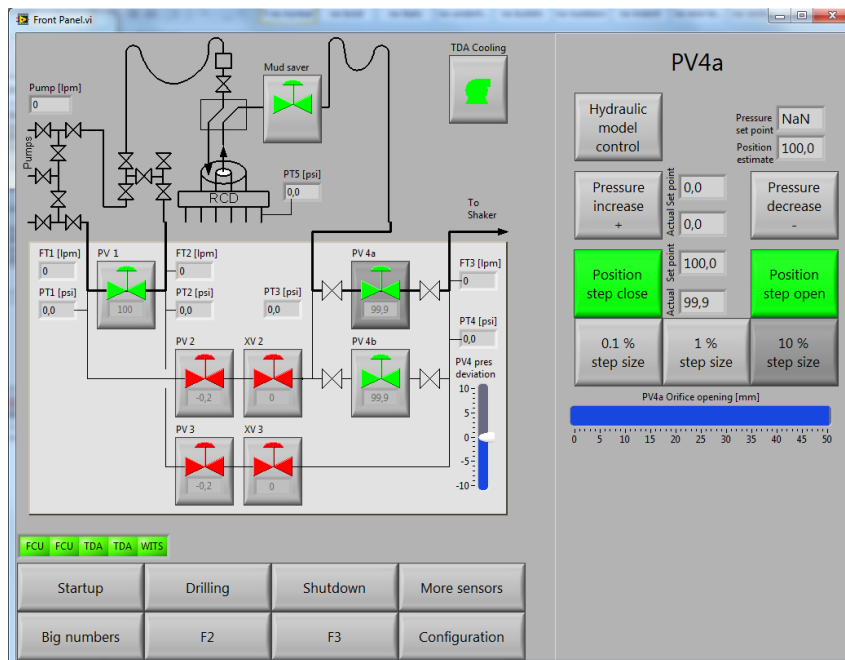 Front Panel.vi
TDA Cooling
Mud saver
Pump [lpm]
0
Pumps
PT5 [psi]
0,0
RCD
To
Shaker
FT1 [lpm]
0
PT1 [psi]
0,0
PV 1
100
FT2 [lpm]
0
PT2 [psi]
0,0
PT3 [psi]
0,0
PV 4a
99,9
FT3 [lpm]
0
PT4 [psi]
0,0
PV 2
-0,2
XV 2
0
PV 4b
99,9
PV4 pres
deviation
10
5
0
-5
-10
PV 3
-0,2
XV 3
0
FCU FCU TDA TDA WITS
Startup
Drilling
Shutdown
More sensors
Big numbers
F2
F3
Configuration
PV4a
Hydraulic
model
control
Pressure
set point
NaN
Position
estimate
100,0
Pressure
increase
+
Set point
0,0
Actual
0,0
Pressure
decrease
-
Position
step close
Set point
100,0
Actual
99,9
Position
step open
0.1 %
step size
1 %
step size
10 %
step size
PV4a Orifice opening [mm]
0 5 10 15 20 25 30 35 40 45 50